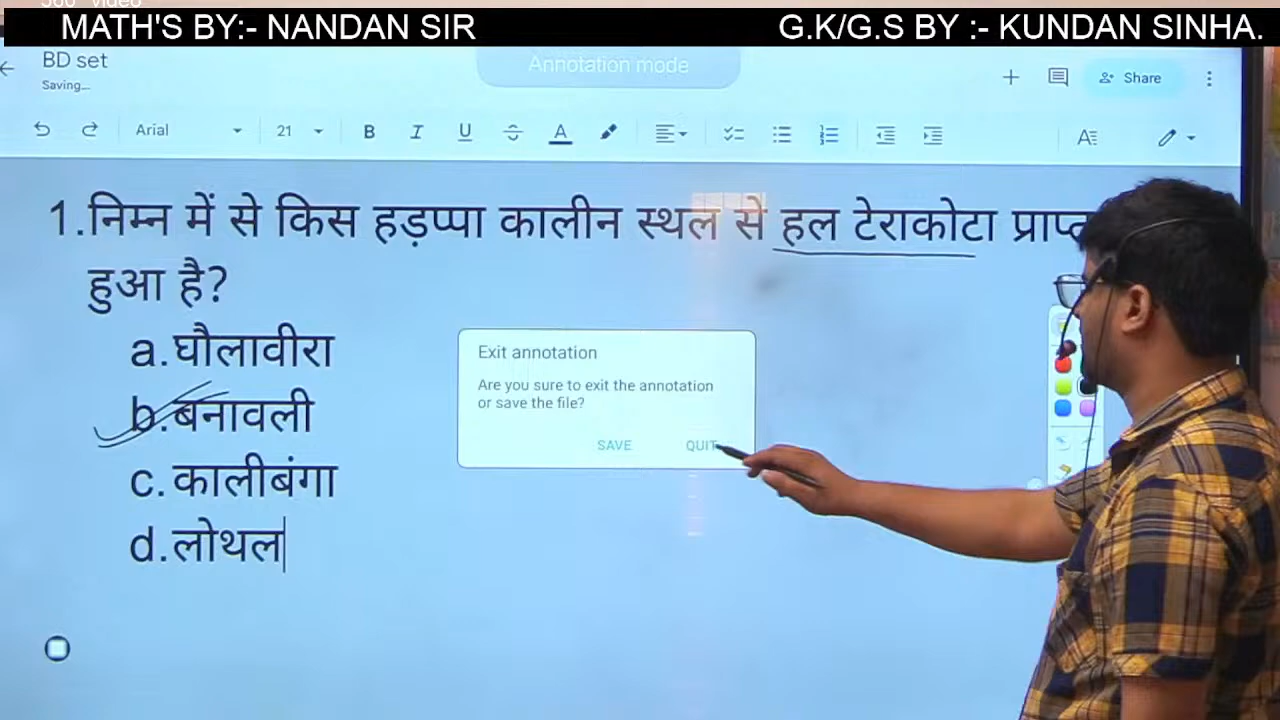 MATH'S BY:- NANDAN SIR
G.K/G.S BY :- KUNDAN SINHA.
BD set
Saving...
Annotation mode
Share
Arial
21
B
I
U
A
1.निम्न में से किस हड़प्पा कालीन स्थल से हल टेराकोटा प्राप्त
हुआ है?
a.घौलावीरा
b.बनावली
c.कालीबंगा
d.लोथल
Exit annotation
Are you sure to exit the annotation
or save the file?
SAVE
QUIT